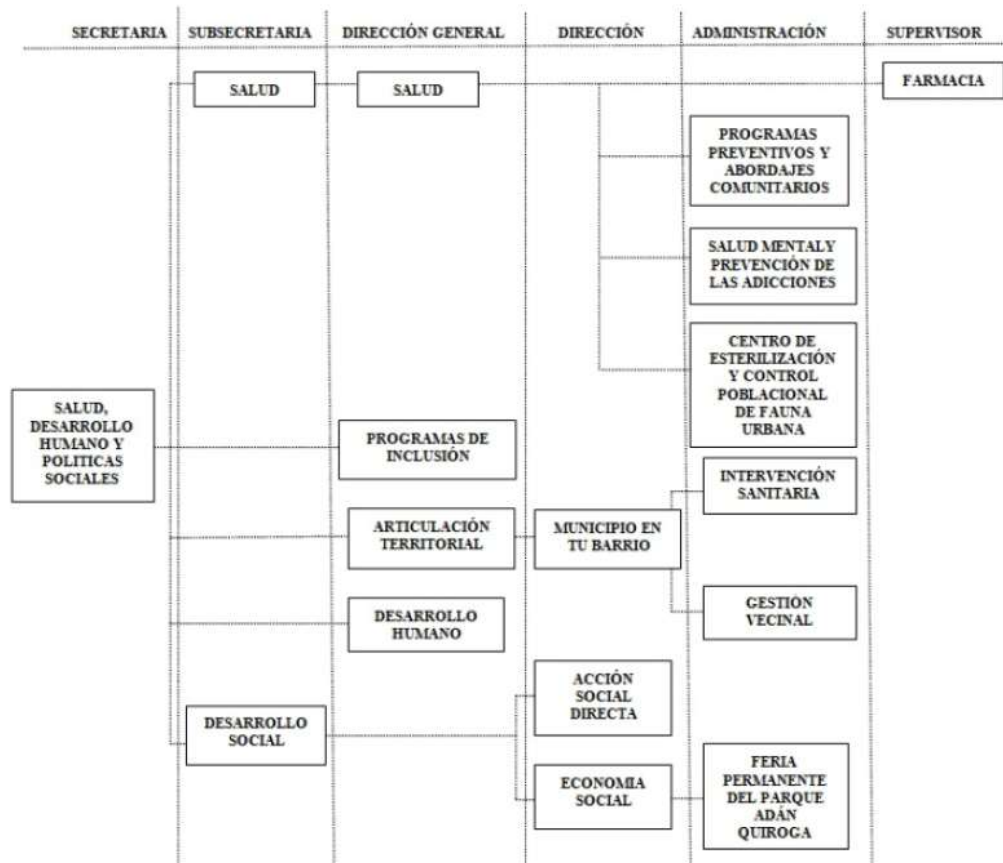 SECRETARIA
SUBSECRETARIA
DIRECCIÓN GENERAL
DIRECCIÓN
ADMINISTRACIÓN
SUPERVISOR
SALUD
SALUD
FARMACIA
PROGRAMAS
PREVENTIVOS Y
ABORDAJES
COMUNITARIOS
SALUD MENTALY
PREVENCIÓN DE
LAS ADICCIONES
CENTRO DE
ESTERILIZACIÓN
Y CONTROL
POBLACIONAL
DE FAUNA
URBANA
SALUD,
DESARROLLO
HUMANO Y
POLITICAS
SOCIALES
PROGRAMAS DE
INCLUSIÓN
INTERVENCIÓN
SANITARIA
ARTICULACIÓN
TERRITORIAL
MUNICIPIO EN
TU BARRIO
DESARROLLO
HUMANO
GESTIÓN
VECINAL
ACCIÓN
SOCIAL
DIRECTA
DESARROLLO
SOCIAL
ECONOMIA
SOCIAL
FERIA
PERMANENTE
DEL PARQUE
ADÁN
QUIROGA